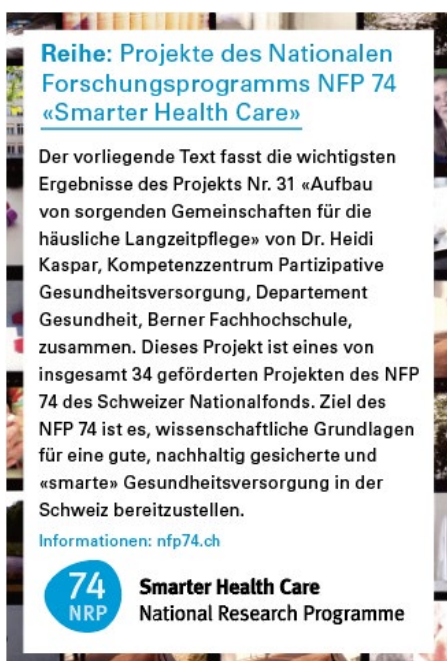 Reihe: Projekte des Nationalen
Forschungsprogramms NFP 74
«Smarter Health Care»
Der vorliegende Text fasst die wichtigsten
Ergebnisse des Projekts Nr. 31 «Aufbau
von sorgenden Gemeinschaften für die
häusliche Langzeitpflege» von Dr. Heidi
Kaspar, Kompetenzzentrum Partizipative
Gesundheitsversorgung, Departement
Gesundheit, Berner Fachhochschule,
zusammen. Dieses Projekt ist eines von
insgesamt 34 geförderten Projekten des NFP
74 des Schweizer Nationalfonds. Ziel des
NFP 74 ist es, wissenschaftliche Grundlagen
für eine gute, nachhaltig gesicherte und
«smarte» Gesundheitsversorgung in der
Schweiz bereitzustellen.
Informationen: nfp74.ch
74
NRP
Smarter Health Care
National Research Programme